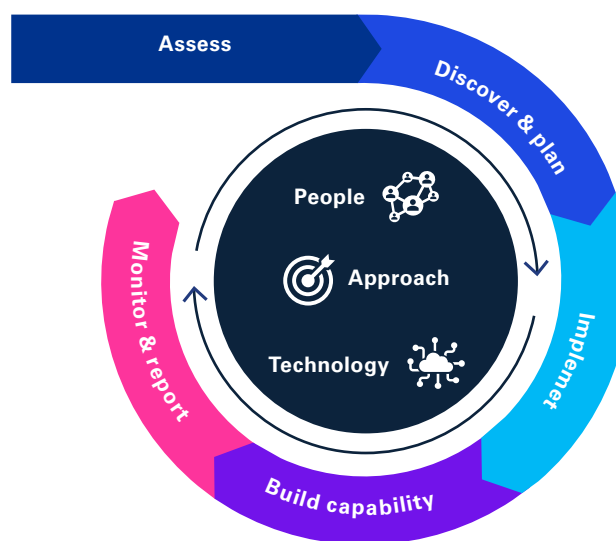 Assess
Discover & plan
Implemet
Build capability
Monitor & report
People
Approach
Technology